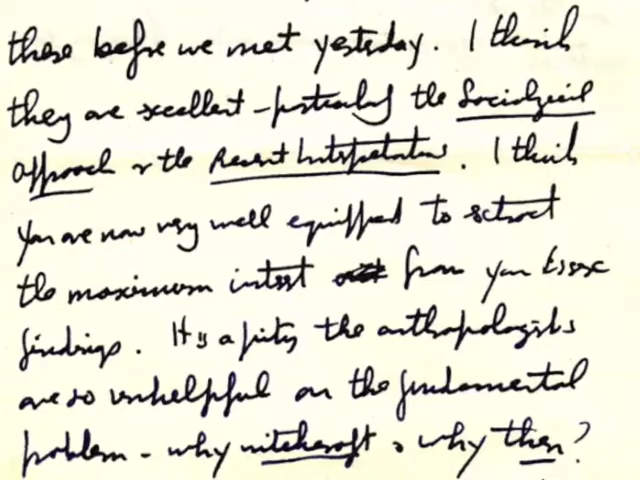 these before we met yesterday. I think
they are excellent - particularly the Sociological
approach & the Recent Interpretations. I think
you are now very well equipped to extract
the maximum interest from your Essex
findings. It is a pity the anthropologists
are so unhelpful on the fundamental
problem - why witchcraft & why then?